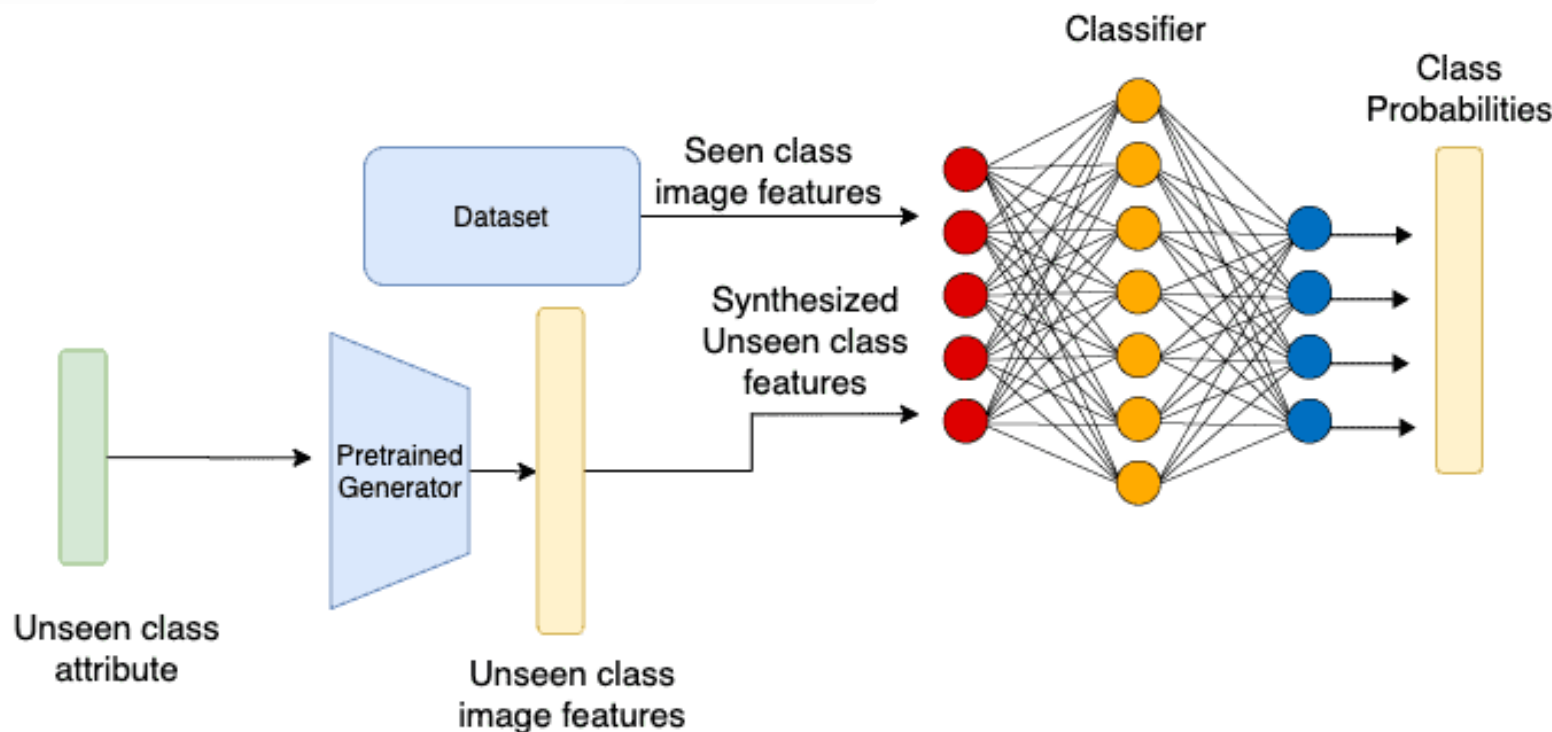 Classifier
Class
Probabilities
Seen class
image features
Dataset
Synthesized
Unseen class
features
Pretrained
Generator
Unseen class
attribute
Unseen class
image features